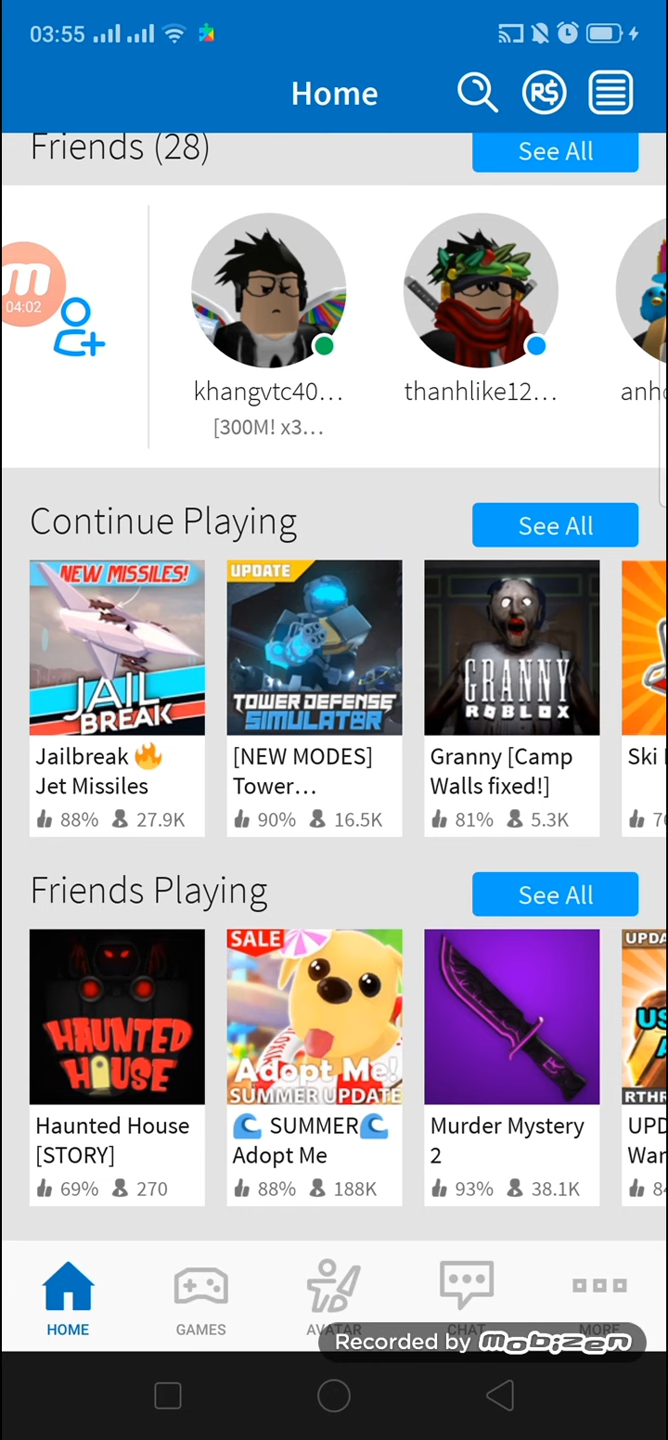 03:55
Home
R$
Friends (28)
See All
04:02
khangvtc40...
thanhlike12...
[300M! x3...
Continue Playing
See All
NEW MISSILES!
JAIL
BREAK
UPDATE
TOWER DEFENSE
SIMULATOR
GRANNY
ROBLOX
Jailbreak 🔥
Jet Missiles
[NEW MODES]
Tower...
Granny [Camp
Walls fixed!]
Ski
88%
27.9K
90%
16.5K
81%
5.3K
Friends Playing
See All
HAUNTED
HOUSE
SALE
Adopt Me!
SUMMER UPDATE
Haunted House
[STORY]
🌊 SUMMER🌊
Adopt Me
Murder Mystery
2
69%
270
88%
188K
93%
38.1K
HOME
GAMES
AVATAR
CHAT
MORE
Recorded by mobizen